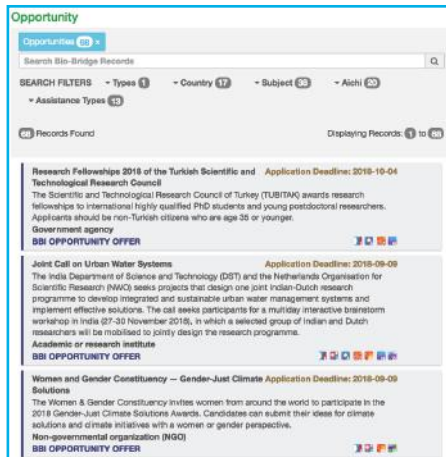 Opportunity
Opportunities 68 ×
Search Bio-Bridge Records
SEARCH FILTERS Types 1 Country 17 Subject Aichi 20
Assistance Types 13
68 Records Found Displaying Records: 1 to 68
Research Fellowships 2018 of the Turkish Scientific and Application Deadline: 2018-10-04
Technological Research Council
The Scientific and Technological Research Council of Turkey (TUBITAK) awards research
fellowships to international highly qualified PhD students and young postdoctoral researchers.
Applicants should be non-Turkish citizens who are age 35 or younger.
Government agency
BBI OPPORTUNITY OFFER
Joint Call on Urban Water Systems Application Deadline: 2018-09-09
The India Department of Science and Technology (DST) and the Netherlands Organisation for
Scientific Research (NWO) seeks projects that design one joint Indian-Dutch research
programme to develop integrated and sustainable urban water management systems and
implement effective solutions. The call seeks participants for a multiday interactive brainstorm
workshop in India (27-30 November 2018), in which a selected group of Indian and Dutch
researchers will be mobilised to jointly design the research programme.
Academic or research institute
BBI OPPORTUNITY OFFER
Women and Gender Constituency — Gender-Just Climate Application Deadline: 2018-09-09
Solutions
The Women & Gender Constituency invites women from around the world to participate in the
2018 Gender-Just Climate Solutions Awards. Candidates can submit their ideas for climate
solutions and climate initiatives with a women or gender perspective.
Non-governmental organization (NGO)
BBI OPPORTUNITY OFFER